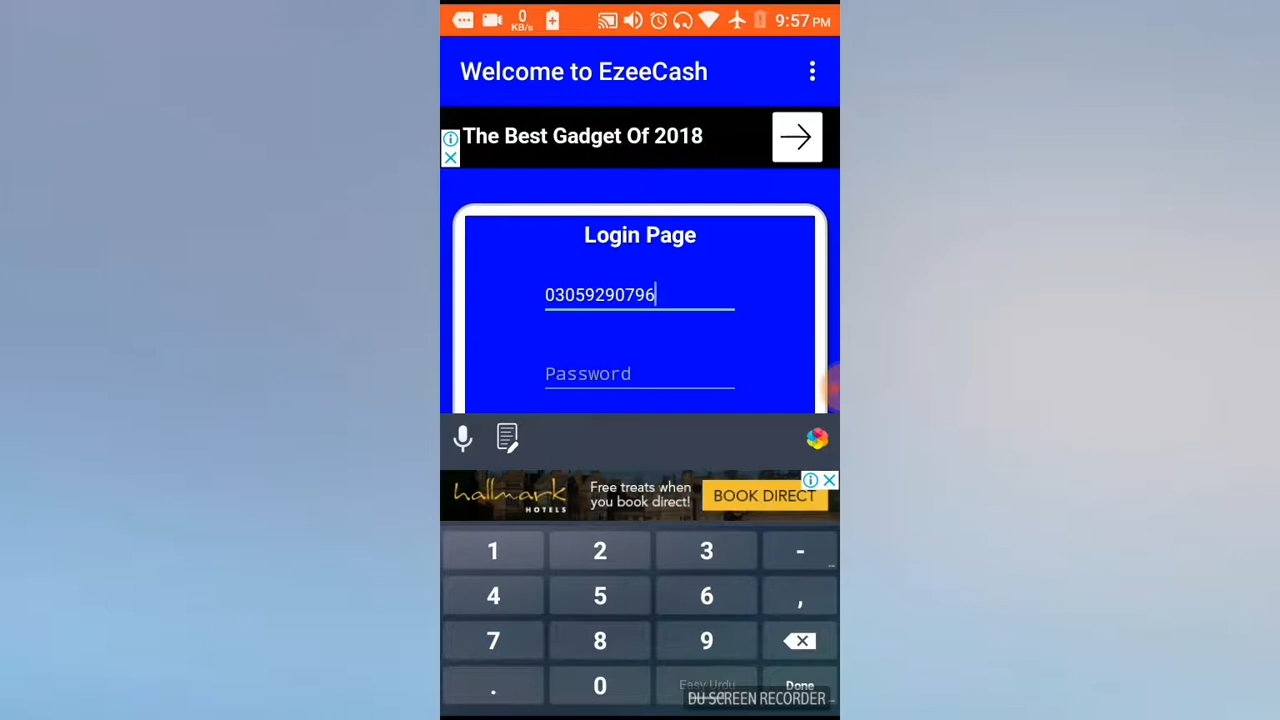 0
KB/s
9:57 PM
Welcome to EzeeCash
The Best Gadget Of 2018
Login Page
03059290796
Password
hallmark
HOTELS
Free treats when
you book direct!
BOOK DIRECT
1 2 3 -
4 5 6 ,
7 8 9
. 0 Easy Urdu Done
DU SCREEN RECORDER